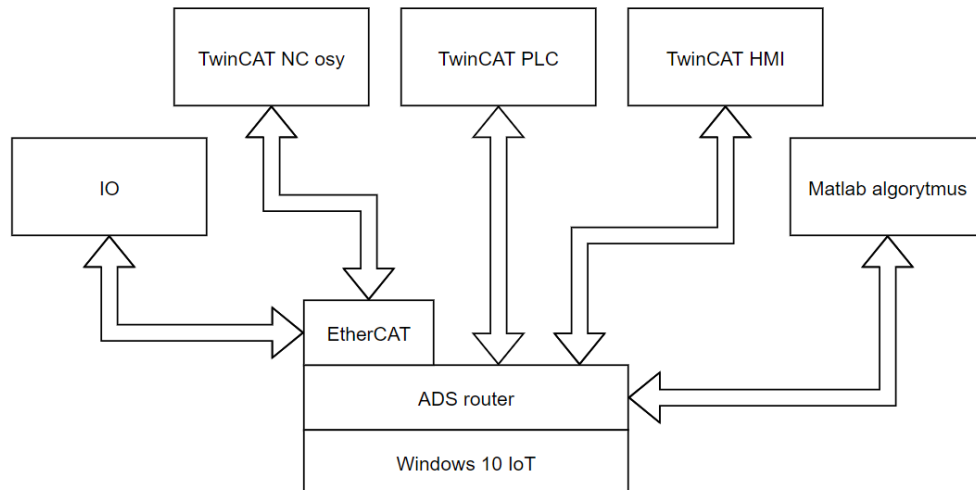 TwinCAT NC osy
TwinCAT PLC
TwinCAT HMI
IO
Matlab algorytmus
EtherCAT
ADS router
Windows 10 IoT